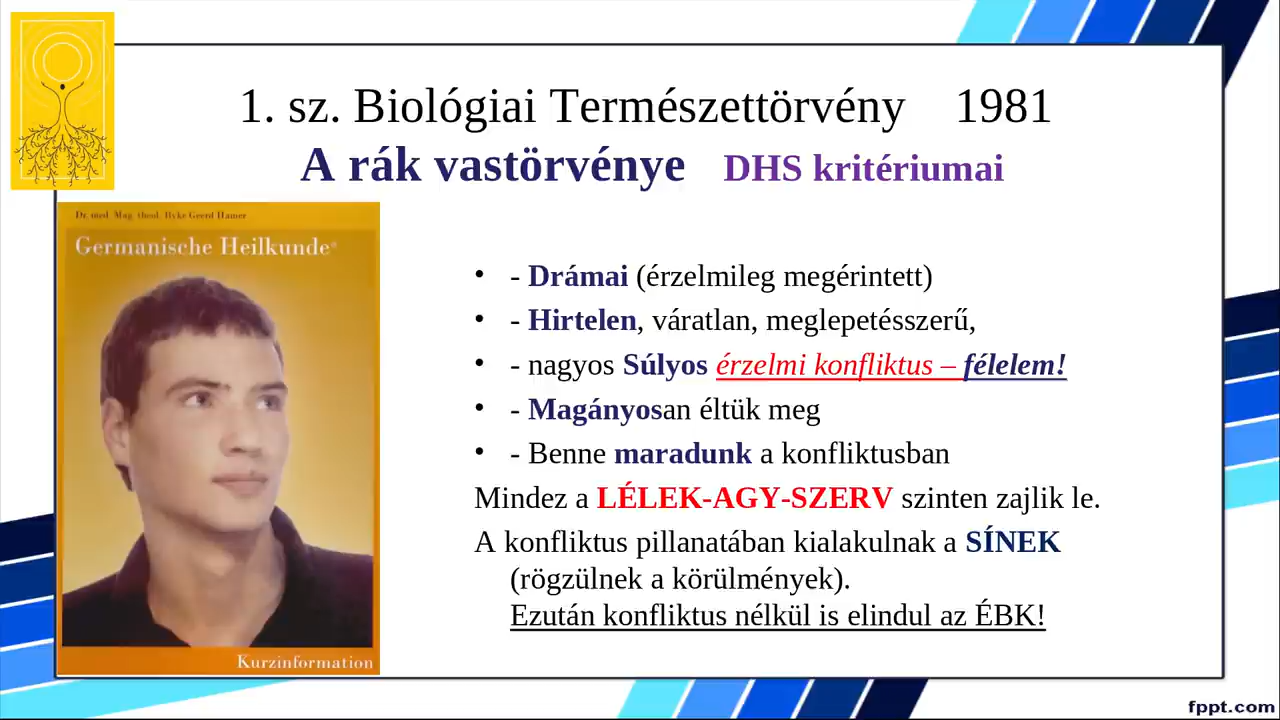 1. sz. Biológiai Természettörvény 1981
A rák vastörvénye DHS kritériumai
Dr. med. Mag. theol. Ryke Geerd Hamer
Germanische Heilkunde®
Kurzinformation
• - Drámai (érzelmileg megérintett)
• - Hirtelen, váratlan, meglepetésszerű,
• - nagyos Súlyos érzelmi konfliktus – félelem!
• - Magányosan éltük meg
• - Benne maradunk a konfliktusban
Mindez a LÉLEK-AGY-SZERV szinten zajlik le.
A konfliktus pillanatában kialakulnak a SÍNEK
(rögzülnek a körülmények).
Ezután konfliktus nélkül is elindul az ÉBK!
fppt.com